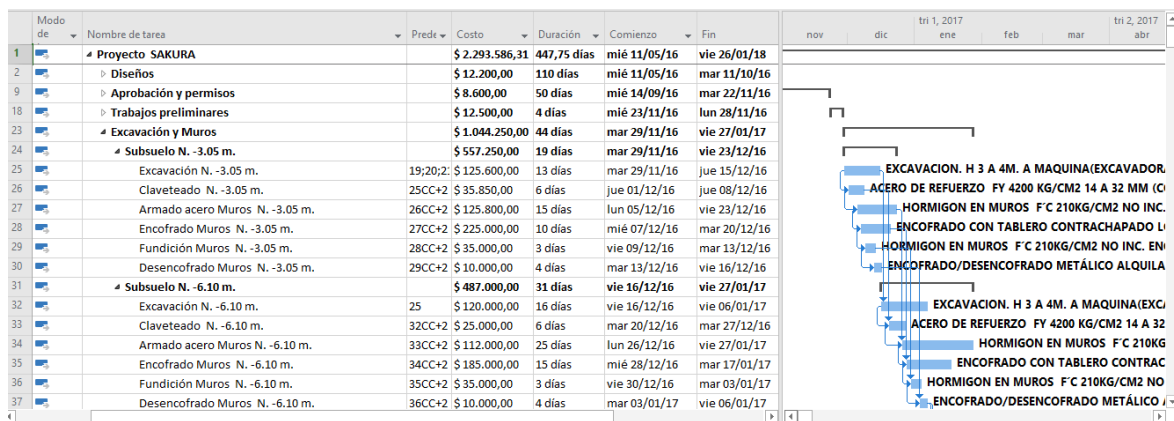 Modo de Nombre de tarea Prede Costo Duración Comienzo Fin
tri 1, 2017 tri 2, 2017
nov dic ene feb mar abr
1 Proyecto SAKURA $ 2.293.586,31 447,75 días mié 11/05/16 vie 26/01/18
2 Diseños $ 12.200,00 110 días mié 11/05/16 mar 11/10/16
9 Aprobación y permisos $ 8.600,00 50 días mié 14/09/16 mar 22/11/16
18 Trabajos preliminares $ 12.500,00 4 días mié 23/11/16 lun 28/11/16
23 Excavación y Muros $ 1.044.250,00 44 días mar 29/11/16 vie 27/01/17
24 Subsuelo N. -3.05 m. $ 557.250,00 19 días mar 29/11/16 vie 23/12/16
25 Excavación N. -3.05 m. 19;20;2 $ 125.600,00 13 días mar 29/11/16 jue 15/12/16 EXCAVACION. H 3 A 4M. A MAQUINA(EXCAVADOR
26 Claveteado N. -3.05 m. 25CC+2 $ 35.850,00 6 días jue 01/12/16 jue 08/12/16 ACERO DE REFUERZO FY 4200 KG/CM2 14 A 32 MM (C
27 Armado acero Muros N. -3.05 m. 26CC+2 $ 125.800,00 15 días lun 05/12/16 vie 23/12/16 HORMIGON EN MUROS F´C 210KG/CM2 NO INC.
28 Encofrado Muros N. -3.05 m. 27CC+2 $ 225.000,00 10 días mié 07/12/16 mar 20/12/16 ENCOFRADO CON TABLERO CONTRACHAPADO L
29 Fundición Muros N. -3.05 m. 28CC+2 $ 35.000,00 3 días vie 09/12/16 mar 13/12/16 HORMIGON EN MUROS F´C 210KG/CM2 NO INC. EN
30 Desencofrado Muros N. -3.05 m. 29CC+2 $ 10.000,00 4 días mar 13/12/16 vie 16/12/16 ENCOFRADO/DESENCOFRADO METÁLICO ALQUILA
31 Subsuelo N. -6.10 m. $ 487.000,00 31 días vie 16/12/16 vie 27/01/17
32 Excavación N. -6.10 m. 25 $ 120.000,00 16 días vie 16/12/16 vie 06/01/17 EXCAVACION. H 3 A 4M. A MAQUINA(EXC
33 Claveteado N. -6.10 m. 32CC+2 $ 25.000,00 6 días mar 20/12/16 mar 27/12/16 ACERO DE REFUERZO FY 4200 KG/CM2 14 A 32
34 Armado acero Muros N. -6.10 m. 33CC+2 $ 112.000,00 25 días lun 26/12/16 vie 27/01/17 HORMIGON EN MUROS F´C 210KG
35 Encofrado Muros N. -6.10 m. 34CC+2 $ 185.000,00 15 días mié 28/12/16 mar 17/01/17 ENCOFRADO CON TABLERO CONTRAC
36 Fundición Muros N. -6.10 m. 35CC+2 $ 35.000,00 3 días vie 30/12/16 mar 03/01/17 HORMIGON EN MUROS F´C 210KG/CM2 NO
37 Desencofrado Muros N. -6.10 m. 36CC+2 $ 10.000,00 4 días mar 03/01/17 vie 06/01/17 ENCOFRADO/DESENCOFRADO METÁLICO